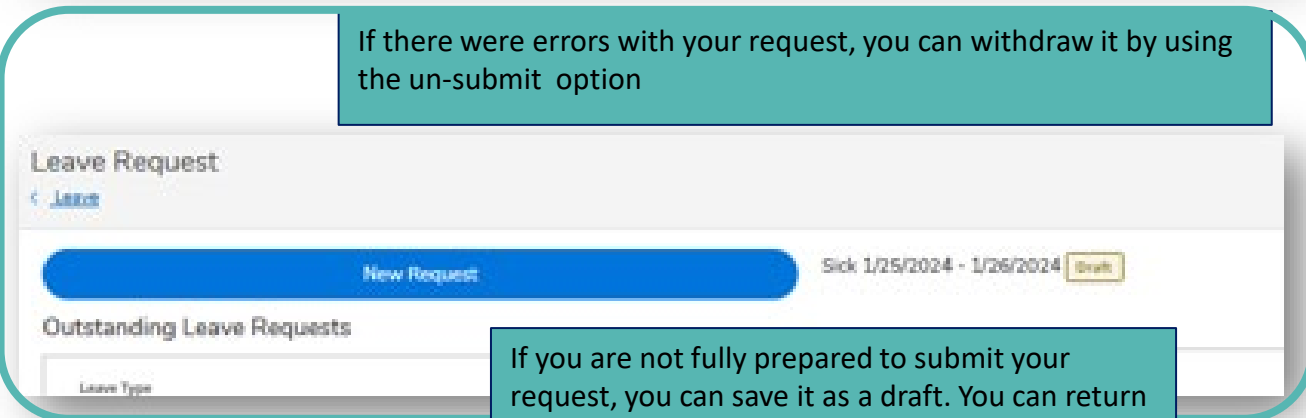 If there were errors with your request, you can withdraw it by using
the un-submit option
Leave Request
< Leave
New Request
Sick 1/25/2024 - 1/26/2024 Draft
Outstanding Leave Requests
Leave Type
If you are not fully prepared to submit your
request, you can save it as a draft. You can return